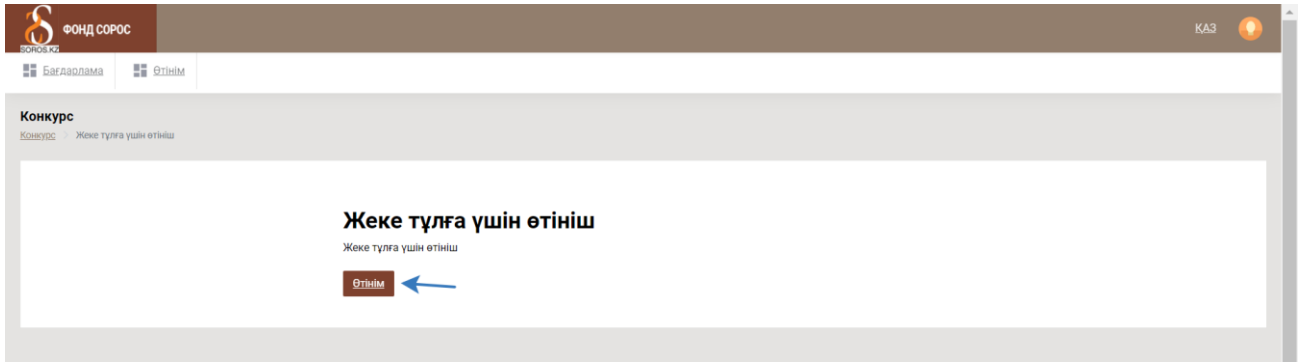 ФОНД СОРОС
SOROS.KZ
ҚАЗ
Бағдарлама
Өтінім
Конкурс
Конкурс > Жеке тұлға үшін өтініш
Жеке тұлға үшін өтініш
Жеке тұлға үшін өтініш
Өтінім